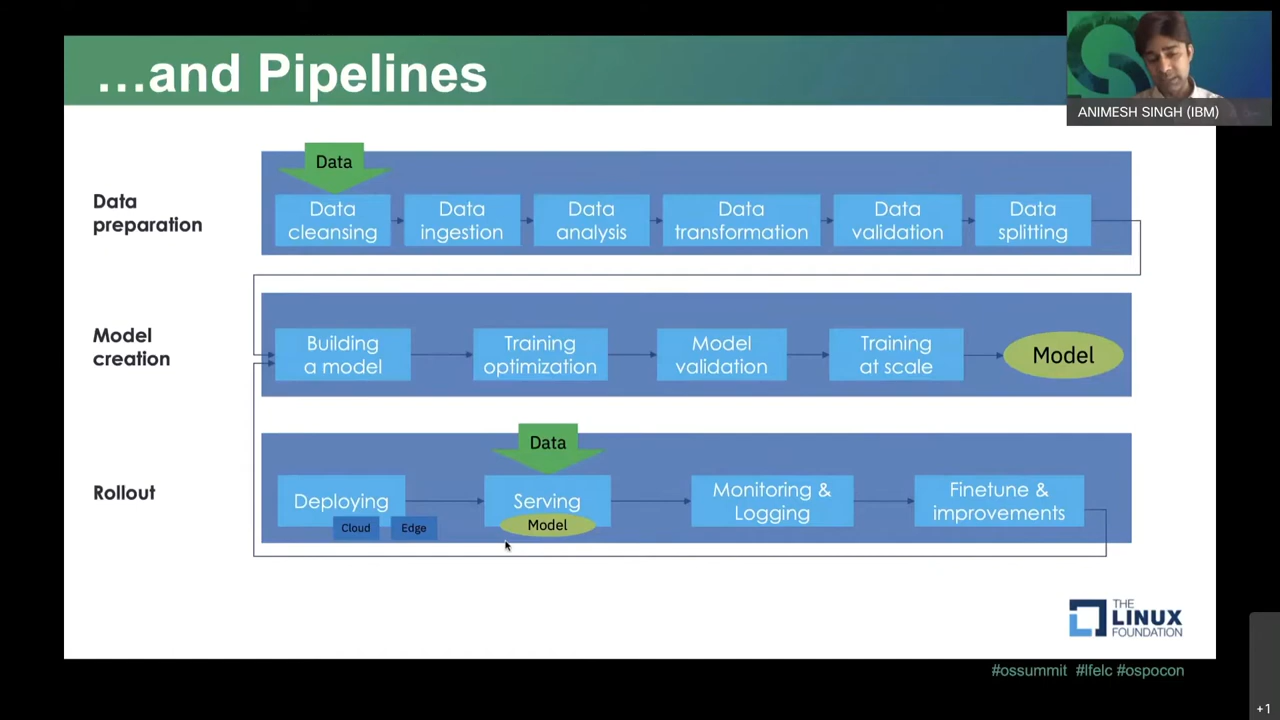 …and Pipelines
ANIMESH SINGH (IBM)
Data
preparation
Data
Data
cleansing
Data
ingestion
Data
analysis
Data
transformation
Data
validation
Data
splitting
Model
creation
Building
a model
Training
optimization
Model
validation
Training
at scale
Model
Rollout
Data
Deploying
Cloud
Edge
Serving
Model
Monitoring &
Logging
Finetune &
improvements
THE
LINUX
FOUNDATION
#ossummit #lfelc #ospocon
+1